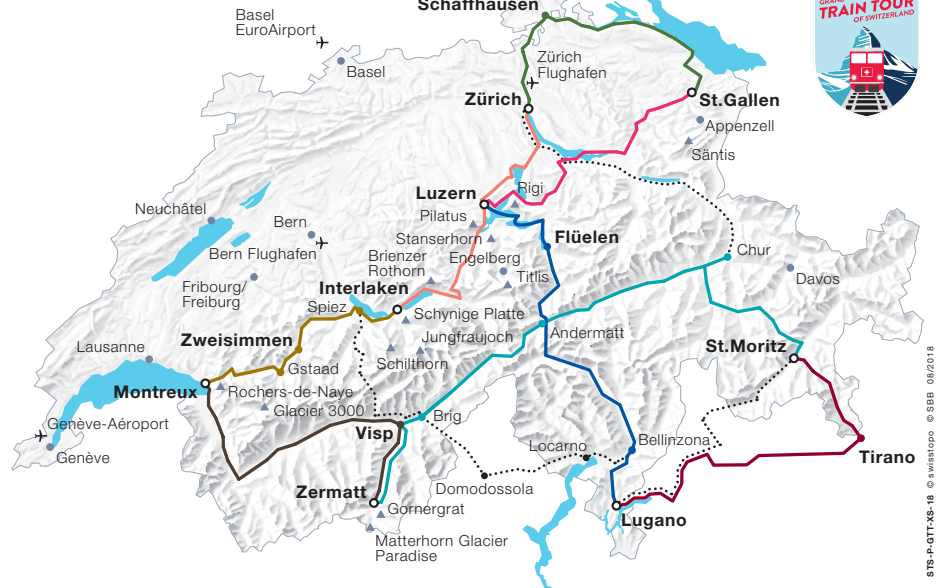 Schaffhausen
GRAND
TRAIN TOUR
OF SWITZERLAND
Basel
EuroAirport
Basel
Zürich
Flughafen
Zürich
St.Gallen
Appenzell
Säntis
Luzern
Rigi
Neuchâtel
Pilatus
Bern
Stanserhorn
Flüelen
Bern Flughafen
Brienzer
Rothorn
Engelberg
Chur
Titlis
Davos
Fribourg/
Freiburg
Interlaken
Spiez
Schynige Platte
Zweisimmen
Jungfraujoch
Andermatt
Lausanne
St.Moritz
Schilthorn
Gstaad
Montreux
Rochers-de-Naye
Glacier 3000
Brig
Genève-Aéroport
Visp
Locarno
Bellinzona
Genève
Tirano
Domodossola
Zermatt
Gornergrat
Lugano
Matterhorn Glacier
Paradise
STS-P-GTT-XS-18 © swisstopo © SBB 08/2018